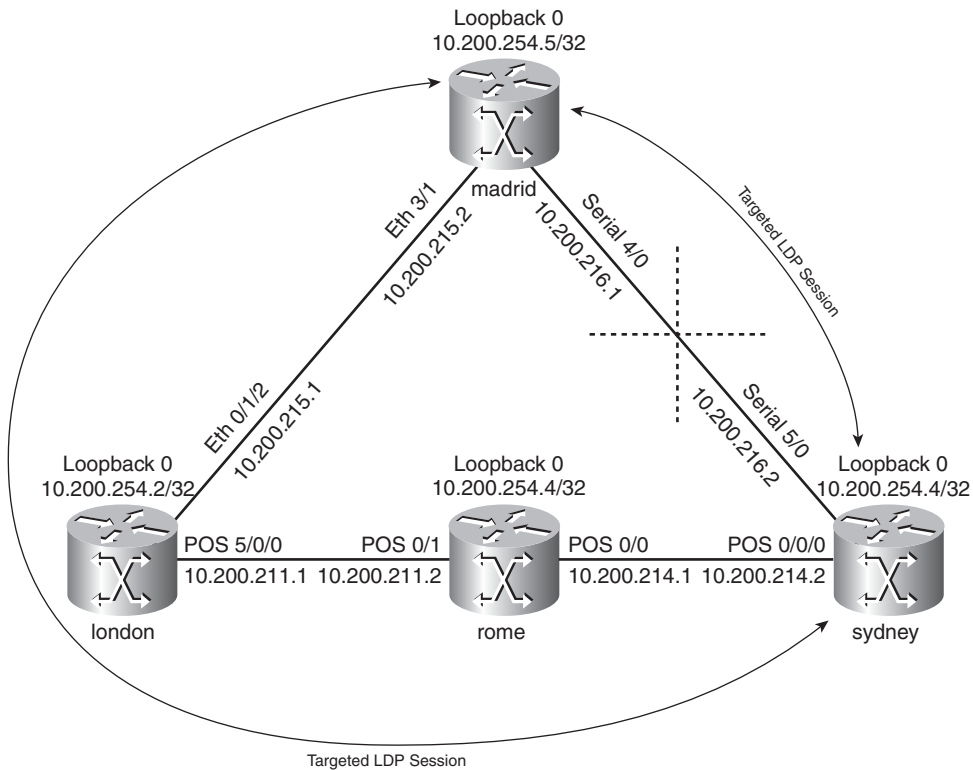 Loopback 0
10.200.254.5/32
madrid
Eth 3/1
10.200.215.2
Serial 4/0
10.200.216.1
Targeted LDP Session
Eth 0/1/2
10.200.215.1
Serial 5/0
10.200.216.2
Loopback 0
10.200.254.2/32
Loopback 0
10.200.254.4/32
Loopback 0
10.200.254.4/32
POS 5/0/0
10.200.211.1
POS 0/1
10.200.211.2
POS 0/0
10.200.214.1
POS 0/0/0
10.200.214.2
london
rome
sydney
Targeted LDP Session